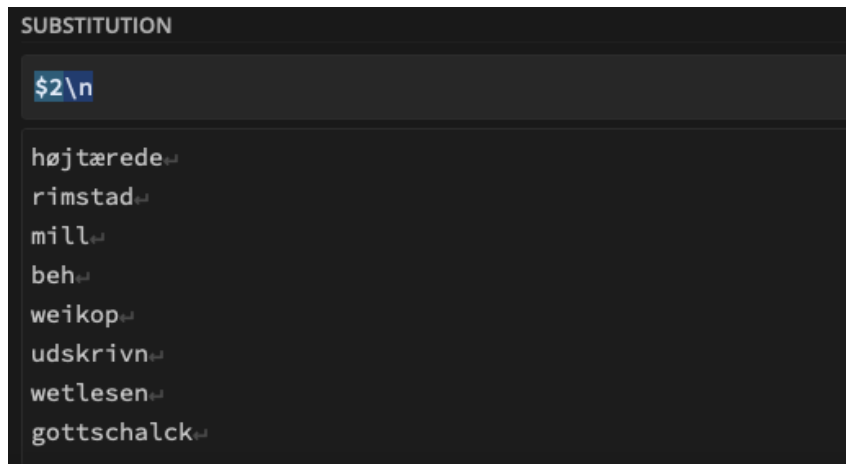 SUBSTITUTION
$2\n
højtærede↵
rimstad↵
mill↵
beh↵
weikop↵
udskrivn↵
wetlesen↵
gottschalck↵